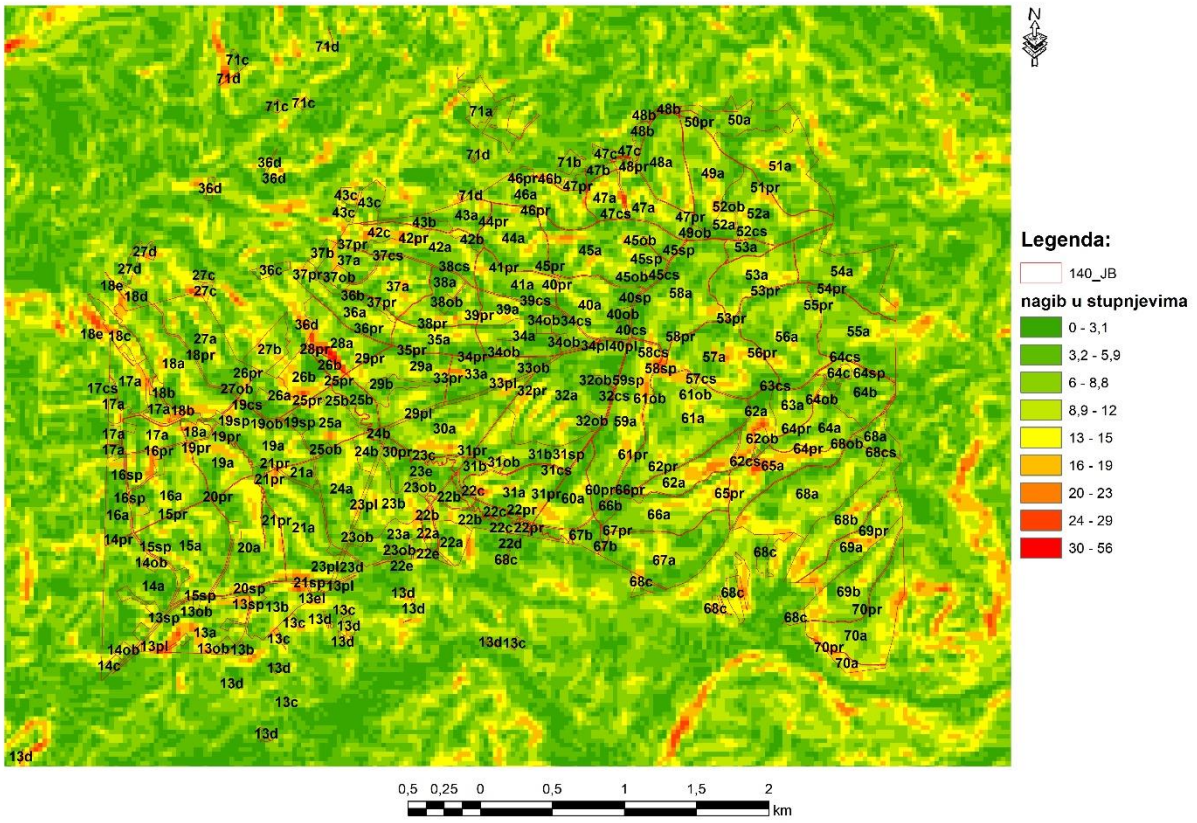 N
71d
71c
71d
71c 71c
71a
48b
48b
50pr 50a
48b
71d
71b
47c 47c
36d
36d
36d
47b
48pr 48a
49a
51a
46pr 46b
47pr
51pr
43c
43c
43c
71d
46a
47a
46pr
47a
47cs
47pr
52ob
52a
43b
43a
44pr
52a
52cs
49ob
42c
42pr
42b
44a
45ob
45sp
53a
37pr
42a
45a
45sp
27d
37b
37a
37cs
27d
27c
36c
37pr 37ob
38cs
41pr
45pr
45ob 45cs
53a
54a
18e
27c
37a
38a
41a
40pr
58a
53pr
54pr
18d
36b
37pr
38ob
39cs
39a
40a
40sp
55pr
36a
39pr
40ob
53pr
36d
36pr
38pr
34ob 34cs
40cs
18e 18c
27a
28a
35a
34a
34ob
34pl 40pl
58pr
56a
55a
27b
28pr
29pr
35pr
34pr
34ob
58cs
57a
56pr
64cs
18a
18pr
26b
29a
33ob
58sp
64c 64sp
17cs
17a
26pr
26b
25pr
29b
33pr
33a
33pl
32pr
32ob 59sp
57cs
63cs
64b
18b
27ob
26a
25pr
25b 25b
32a
32cs
61ob
61ob
64ob
17a
17a
18b
19cs
29pl
61a
62a
63a
19sp
19ob 19sp
25a
30a
32ob 59a
64pr
64a
17a
17a
18a
19pr
24b
62ob
64pr
68ob
68a
17a
16pr
19pr
19a
25ob
24b
30pr
23c
31pr
31ob
31b 31sp
61pr
62cs
68cs
19a
21pr
31b
31cs
62pr
65a
16sp
21pr
21a
23e
23ob
62a
16sp
16a
20pr
24a
22b
22c
31a
31pr
60a
60pr 66pr
65pr
68a
16a
15pr
23pl
23b
22b
22c
22pr
66b
66a
68b
14pr
21pr
21a
22b
22c
22pr
67pr
69pr
15sp
15a
20a
23ob
23a
22a
22a
22d
67b
67b
69a
14ob
23ob
22e
22e
68c
67a
68c
14a
23pl 23d
21sp 13pl
68c
68c
69b
15sp
20sp
13el
13d
13d
68c
68c
70pr
13sp
13ob
13sp
13b
13c
13d
13c
13d
13d
70a
13a
13c
13d13c
70pr
14ob
13pl
13ob 13b
70a
14c
13d
13d
13c
13d
13d
Legenda:
140_JB
nagib u stupnjevima
0 - 3,1
3,2 - 5,9
6 - 8,8
8,9 - 12
13 - 15
16 - 19
20 - 23
24 - 29
30 - 56
0,5 0,25 0 0,5 1 1,5 2
km